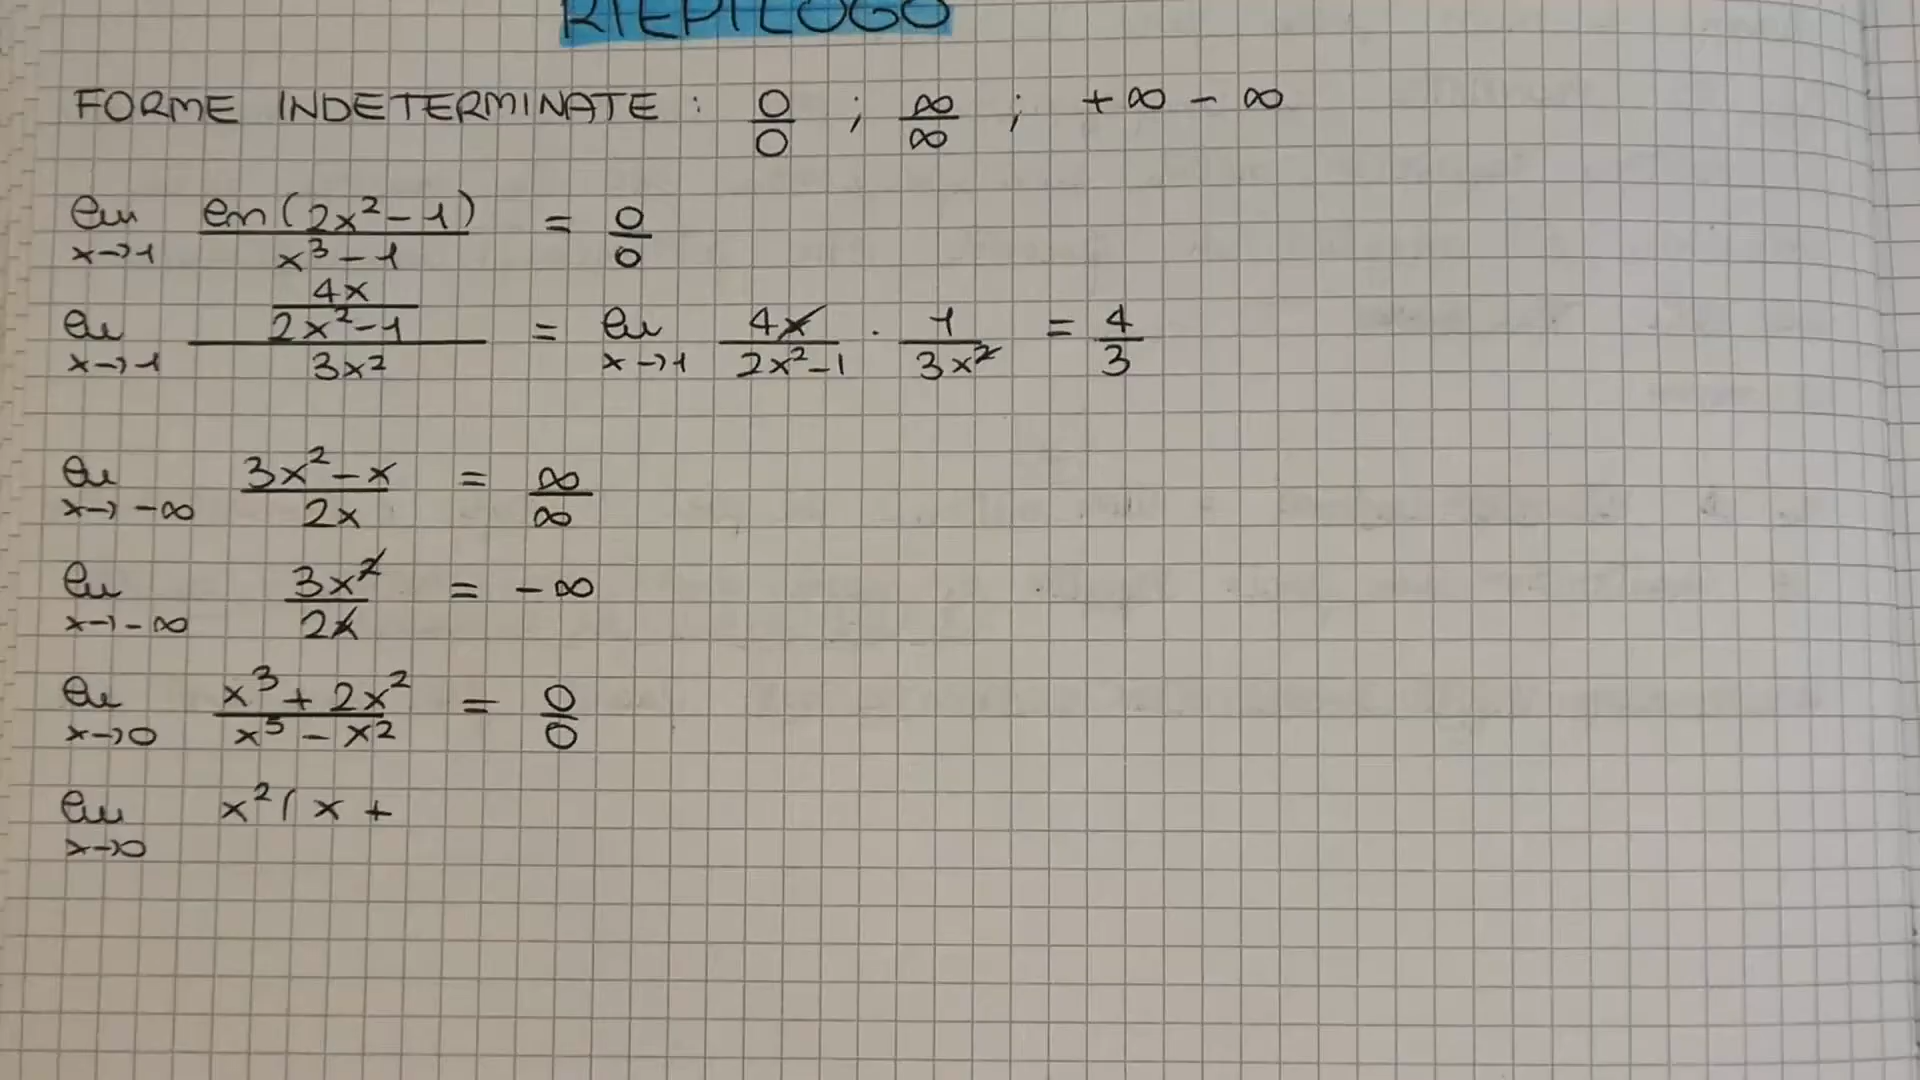 RIEPILOGO
FORME INDETERMINATE : 0/0 ; ∞/∞ ; +∞ - ∞
lim x→1 ln(2x²-1)/(x³-1) = 0/0
lim x→1 (4x/(2x²-1))/(3x²) = lim x→1 4x/(2x²-1) · 1/(3x²) = 4/3
lim x→-∞ (3x²-x)/(2x) = ∞/∞
lim x→-∞ 3x²/2x = -∞
lim x→0 (x³+2x²)/(x⁵-x²) = 0/0
lim x→0 x²(x+